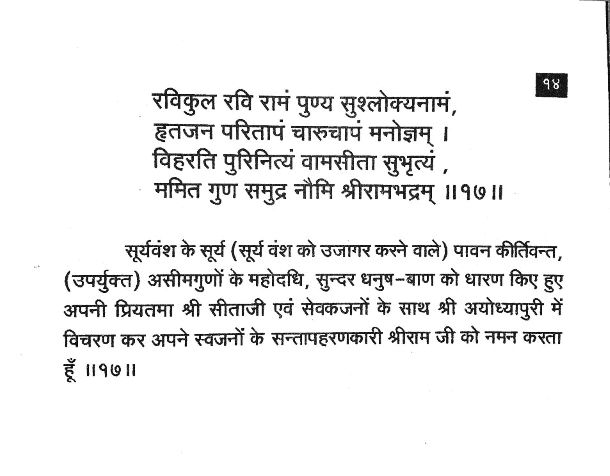 १४
रविकुल रवि रामं पुण्य सुश्लोक्यनामं,
हृतजन परितापं चारुचापं मनोज्ञम् ।
विहरति पुरिनित्यं वामसीता सुभृत्यं ,
ममित गुण समुद्र नौमि श्रीरामभद्रम् ॥१७॥
सूर्यवंश के सूर्य (सूर्य वंश को उजागर करने वाले) पावन कीर्तिवन्त,
(उपर्युक्त) असीमगुणों के महोदधि, सुन्दर धनुष-बाण को धारण किए हुए
अपनी प्रियतमा श्री सीताजी एवं सेवकजनों के साथ श्री अयोध्यापुरी में
विचरण कर अपने स्वजनों के सन्तापहरणकारी श्रीराम जी को नमन करता
हूँ ॥१७॥